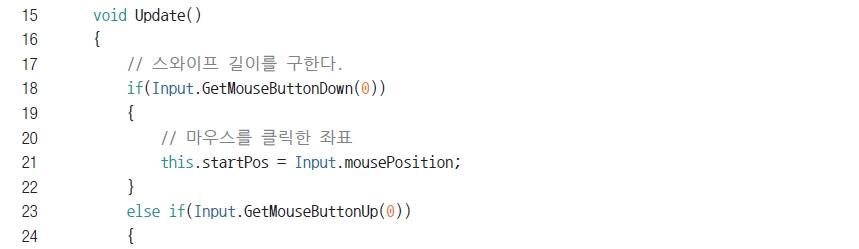 15 void Update()
16 {
17 // 스와이프 길이를 구한다.
18 if(Input.GetMouseButtonDown(0))
19 {
20 // 마우스를 클릭한 좌표
21 this.startPos = Input.mousePosition;
22 }
23 else if(Input.GetMouseButtonUp(0))
24 {